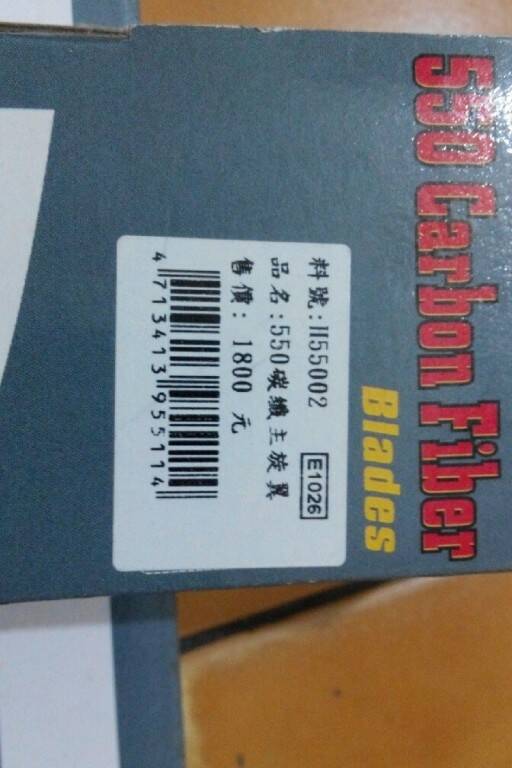 550 Carbon Fiber
Blades
料號:H55002
E1026
品名:550碳纖主旋翼
售價: 1800 元
4713413955114